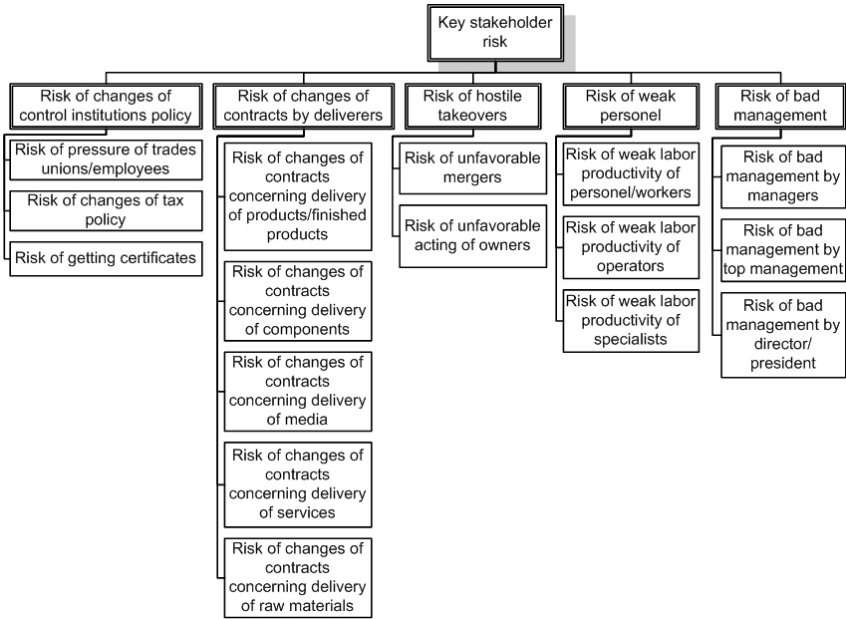 Key stakeholder
risk
Risk of changes of
control institutions policy
Risk of changes of
contracts by deliverers
Risk of hostile
takeovers
Risk of weak
personel
Risk of bad
management
Risk of pressure of trades
unions/employees
Risk of changes of tax
policy
Risk of getting certificates
Risk of changes of
contracts
concerning delivery
of products/finished
products
Risk of changes of
contracts
concerning delivery
of components
Risk of changes of
contracts
concerning delivery
of media
Risk of changes of
contracts
concerning delivery
of services
Risk of changes of
contracts
concerning delivery
of raw materials
Risk of unfavorable
mergers
Risk of unfavorable
acting of owners
Risk of weak labor
productivity of
personel/workers
Risk of weak labor
productivity of
operators
Risk of weak labor
productivity of
specialists
Risk of bad
management by
managers
Risk of bad
management by
top management
Risk of bad
management by
director/
president